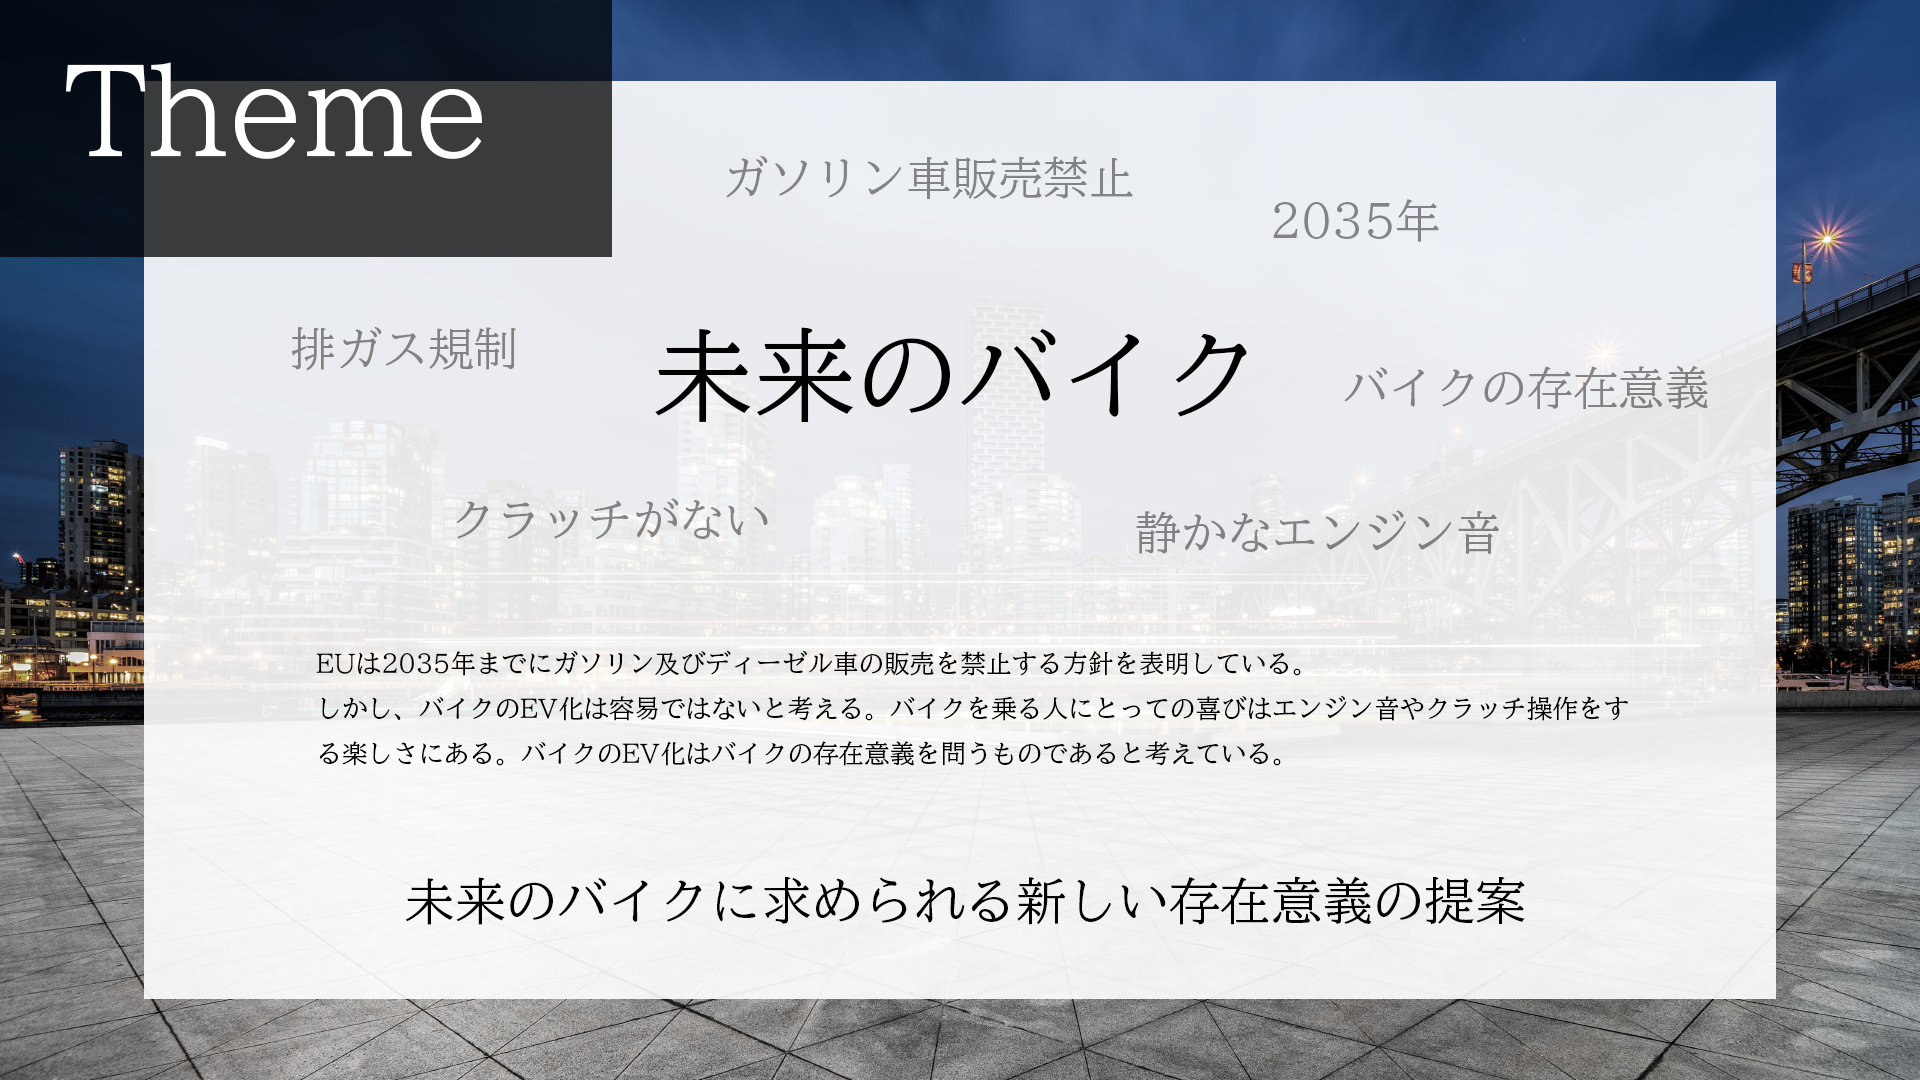 Theme
ガソリン車販売禁止
2035年
排ガス規制
未来のバイク
バイクの存在意義
クラッチがない
静かなエンジン音
EUは2035年までにガソリン及びディーゼル車の販売を禁止する方針を表明している。
しかし、バイクのEV化は容易ではないと考える。バイクを乗る人にとっての喜びはエンジン音やクラッチ操作をす
る楽しさにある。バイクのEV化はバイクの存在意義を問うものであると考えている。
未来のバイクに求められる新しい存在意義の提案